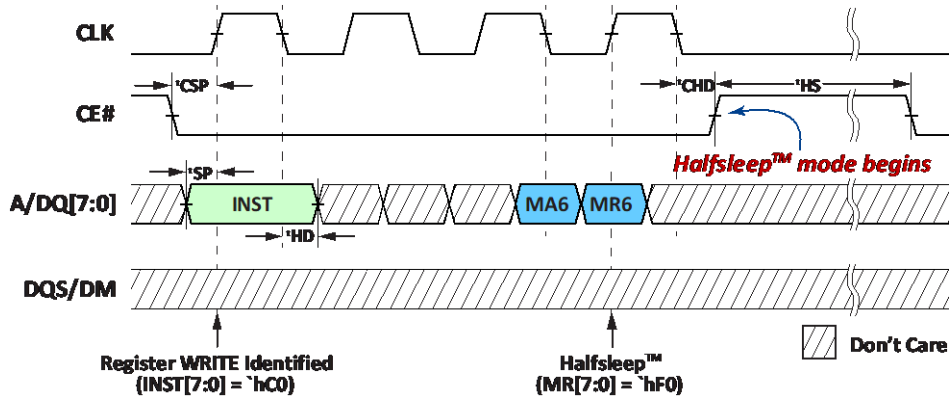 CLK
tCSP
tCHD
tHS
CE#
Halfsleep™ mode begins
tSP
A/DQ[7:0]
INST
MA6
MR6
tHD
DQS/DM
Register WRITE Identified
(INST[7:0] = `hC0)
Halfsleep™
(MR[7:0] = `hF0)
Don't Care